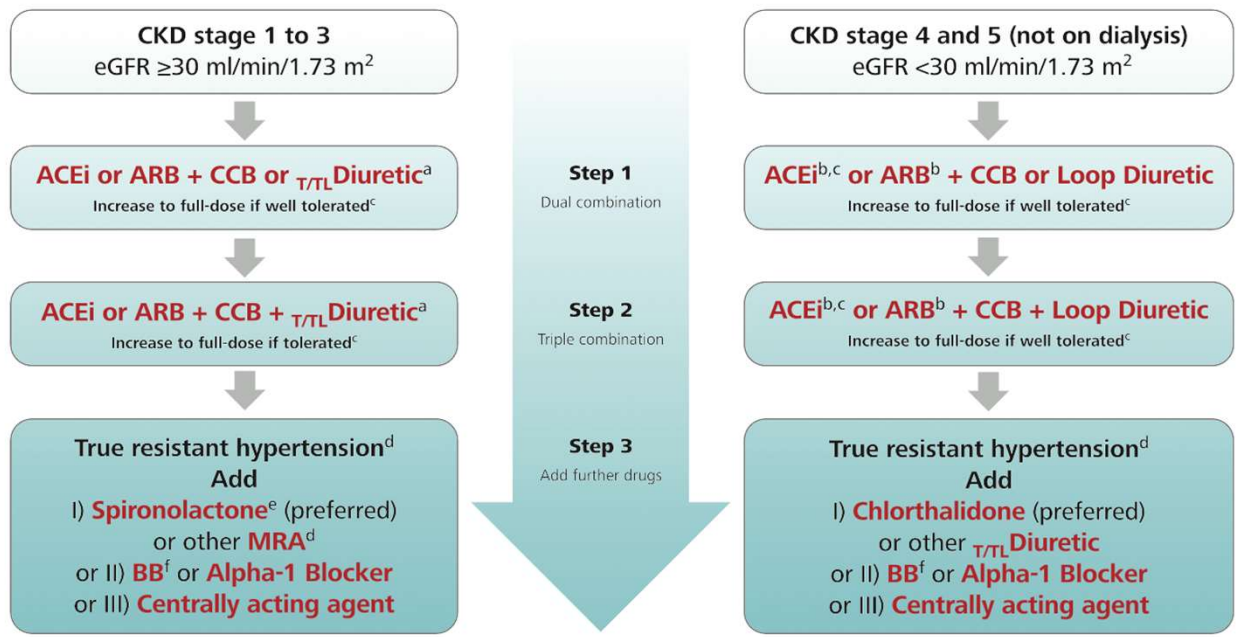 CKD stage 1 to 3
eGFR ≥30 ml/min/1.73 m²
ACEi or ARB + CCB or T/TLDiureticᵃ
Increase to full-dose if well toleratedᶜ
ACEi or ARB + CCB + T/TLDiureticᵃ
Increase to full-dose if toleratedᶜ
True resistant hypertensionᵈ
Add
I) Spironolactoneᵉ (preferred)
or other MRAᵈ
or II) BBᶠ or Alpha-1 Blocker
or III) Centrally acting agent
Step 1
Dual combination
Step 2
Triple combination
Step 3
Add further drugs
CKD stage 4 and 5 (not on dialysis)
eGFR <30 ml/min/1.73 m²
ACEiᵇ,ᶜ or ARBᵇ + CCB or Loop Diuretic
Increase to full-dose if well toleratedᶜ
ACEiᵇ,ᶜ or ARBᵇ + CCB + Loop Diuretic
Increase to full-dose if well toleratedᶜ
True resistant hypertensionᵈ
Add
I) Chlorthalidone (preferred)
or other T/TLDiuretic
or II) BBᶠ or Alpha-1 Blocker
or III) Centrally acting agent